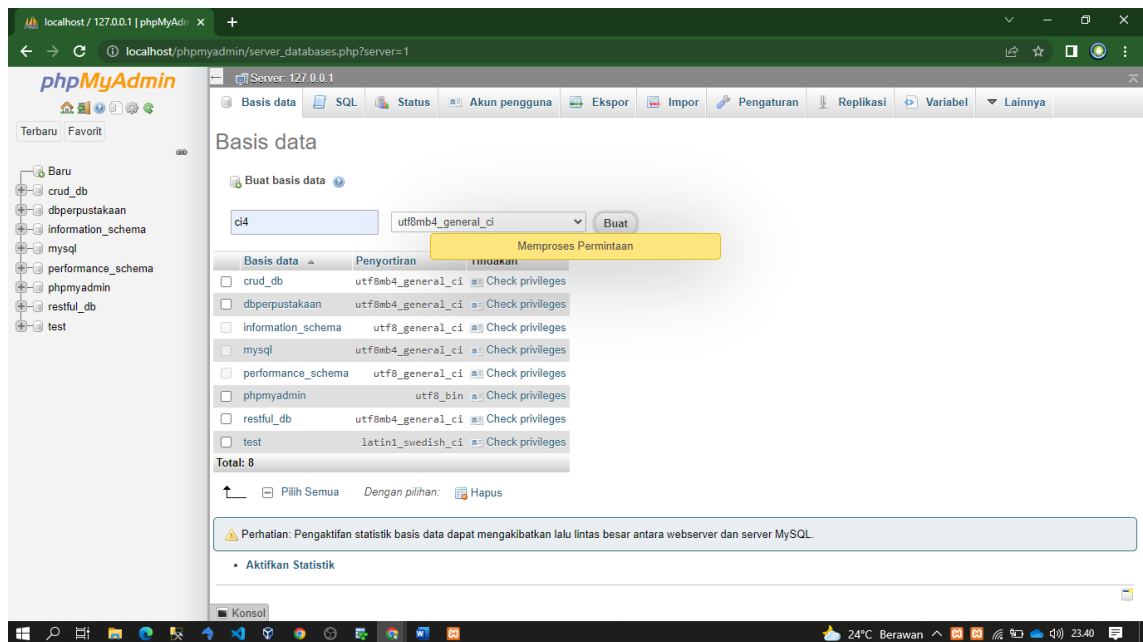 localhost / 127.0.0.1 | phpMyAdn
localhost/phpmyadmin/server_databases.php?server=1
phpMyAdmin
Terbaru Favorit
Baru
crud_db
dbperpustakaan
information_schema
mysql
performance_schema
phpmyadmin
restful_db
test
Server: 127.0.0.1
Basis data SQL Status Akun pengguna Ekspor Impor Pengaturan Replikasi Variabel Lainnya
Basis data
Buat basis data
ci4 utf8mb4_general_ci Buat
Memproses Permintaan
Basis data Penyortiran Tindakan
crud_db utf8mb4_general_ci Check privileges
dbperpustakaan utf8mb4_general_ci Check privileges
information_schema utf8_general_ci Check privileges
mysql utf8mb4_general_ci Check privileges
performance_schema utf8_general_ci Check privileges
phpmyadmin utf8_bin Check privileges
restful_db utf8mb4_general_ci Check privileges
test latin1_swedish_ci Check privileges
Total: 8
Pilih Semua Dengan pilihan: Hapus
Perhatian: Pengaktifan statistik basis data dapat mengakibatkan lalu lintas besar antara webserver dan server MySQL.
Aktifkan Statistik
Konsol
24°C Berawan 23.40